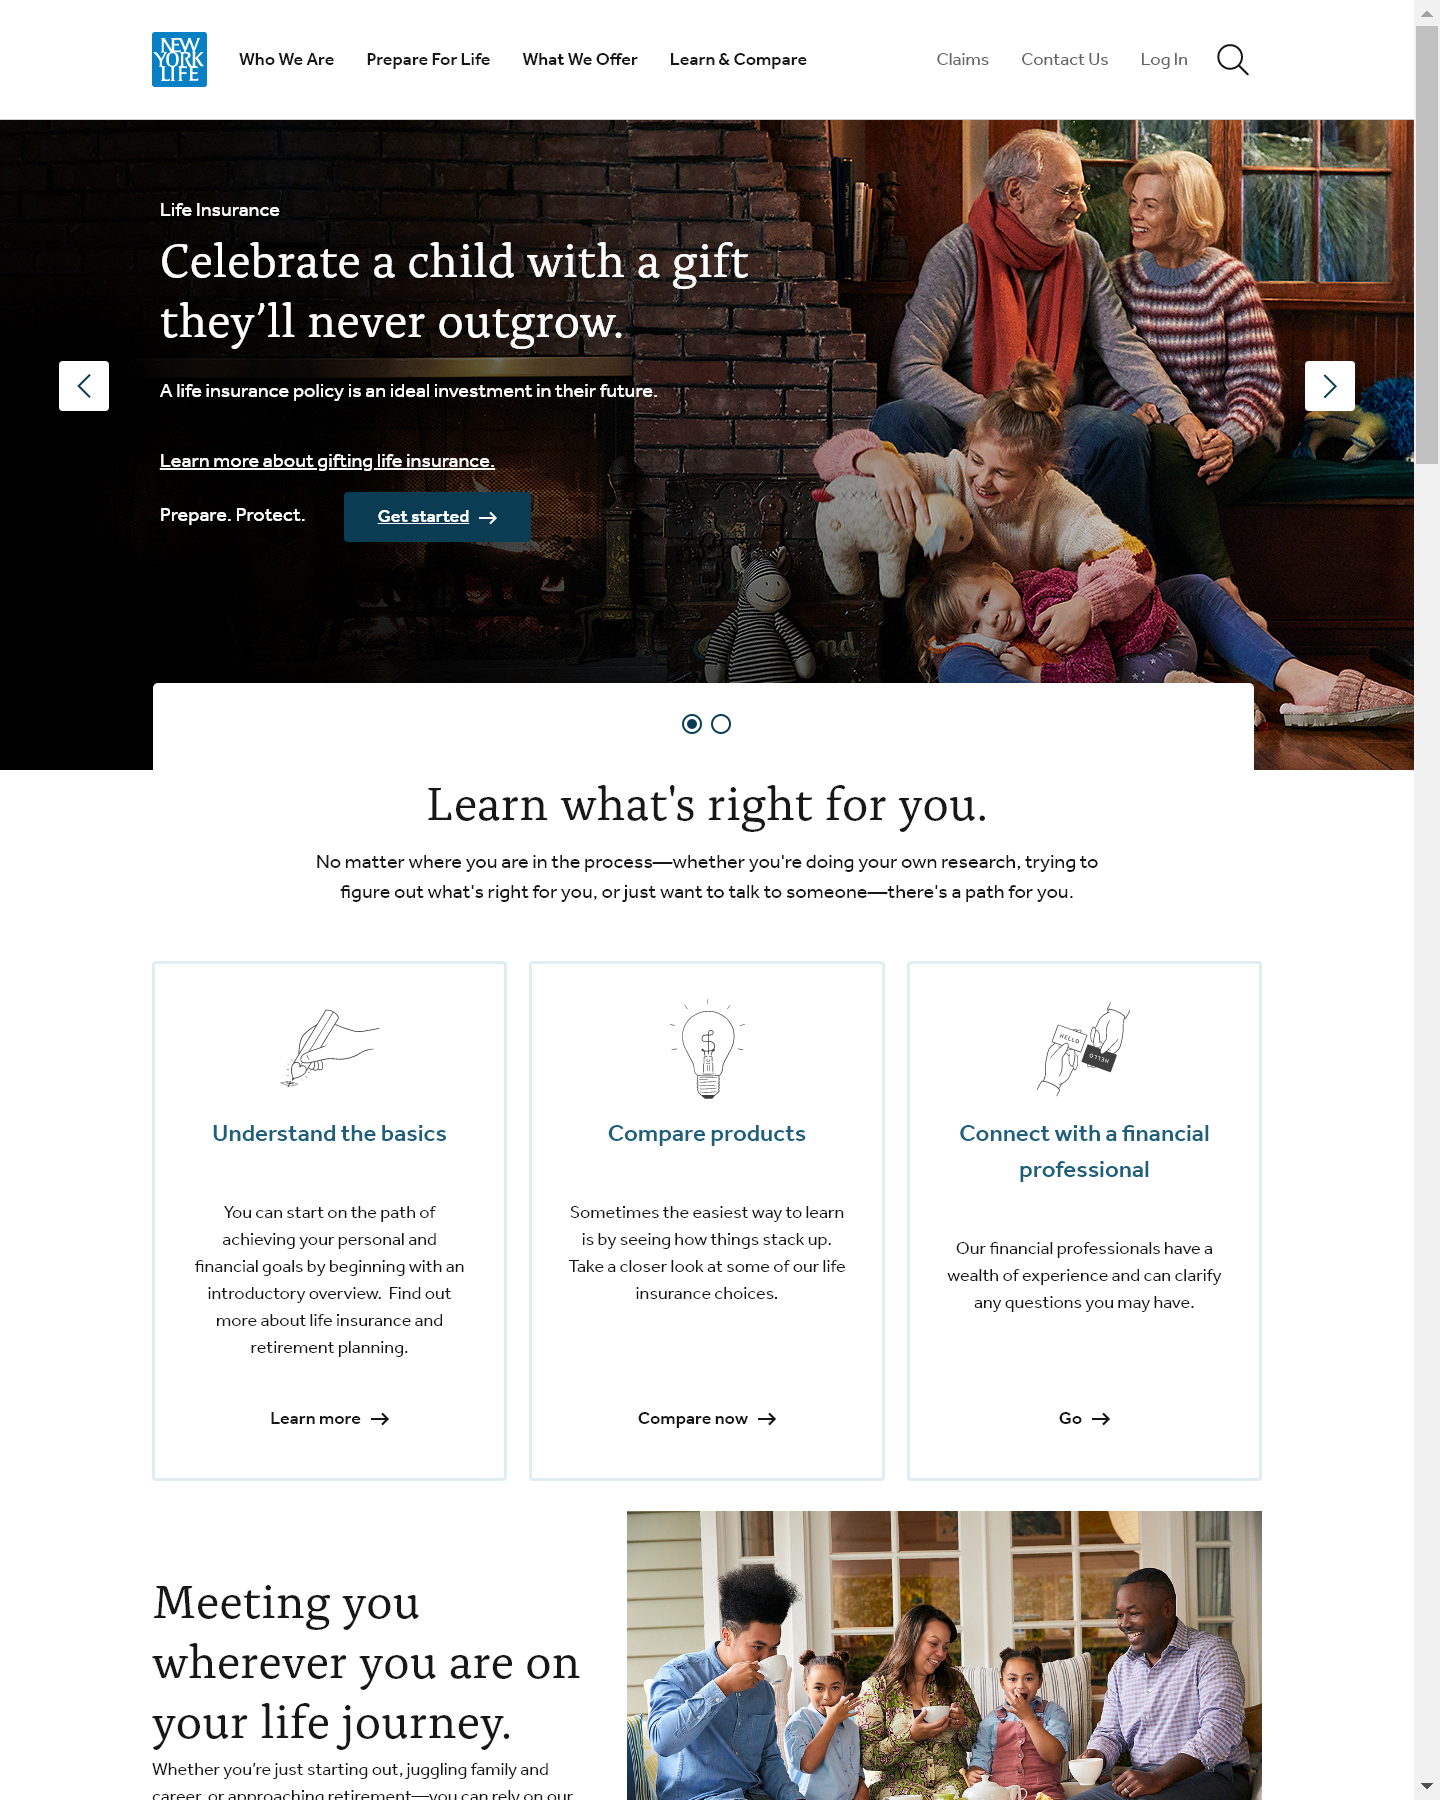 NEW
YORK
LIFE
Who We Are
Prepare For Life
What We Offer
Learn & Compare
Claims
Contact Us
Log In
Life Insurance
Celebrate a child with a gift
they’ll never outgrow.
A life insurance policy is an ideal investment in their future.
Learn more about gifting life insurance.
Prepare. Protect.
Get started
Learn what's right for you.
No matter where you are in the process—whether you're doing your own research, trying to
figure out what's right for you, or just want to talk to someone—there's a path for you.
HELLO
HELLO
Understand the basics
You can start on the path of
achieving your personal and
financial goals by beginning with an
introductory overview.  Find out
more about life insurance and
retirement planning.
Learn more
Compare products
Sometimes the easiest way to learn
is by seeing how things stack up.
Take a closer look at some of our life
insurance choices.
Compare now
Connect with a financial
professional
Our financial professionals have a
wealth of experience and can clarify
any questions you may have.
Go
Meeting you
wherever you are on
your life journey.
Whether you’re just starting out, juggling family and
career, or approaching retirement—you can rely on our